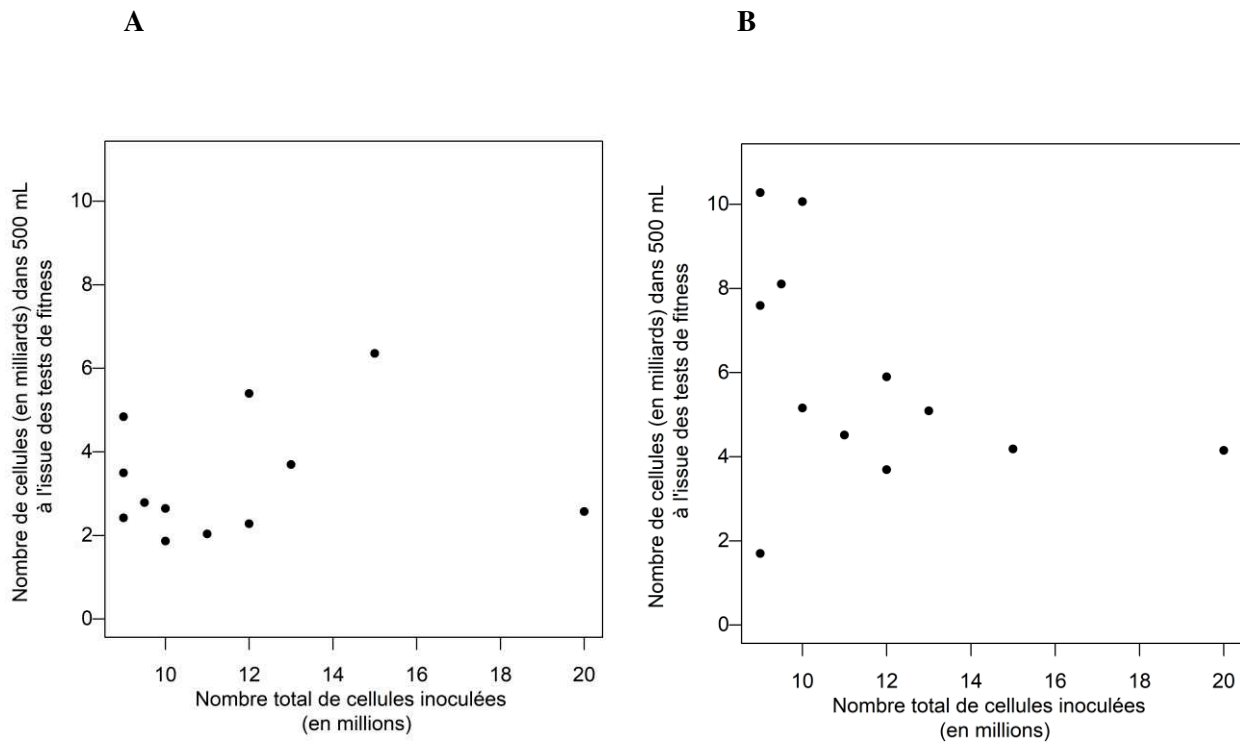 A
B
Nombre de cellules (en milliards) dans 500 mL
à l'issue des tests de fitness
10
8
6
4
2
0
10
12
14
16
18
20
Nombre total de cellules inoculées
(en millions)
Nombre de cellules (en milliards) dans 500 mL
à l'issue des tests de fitness
10
8
6
4
2
0
10
12
14
16
18
20
Nombre total de cellules inoculées
(en millions)